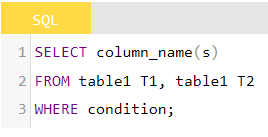 SQL
1 SELECT column_name(s)
2 FROM table1 T1, table1 T2
3 WHERE condition;